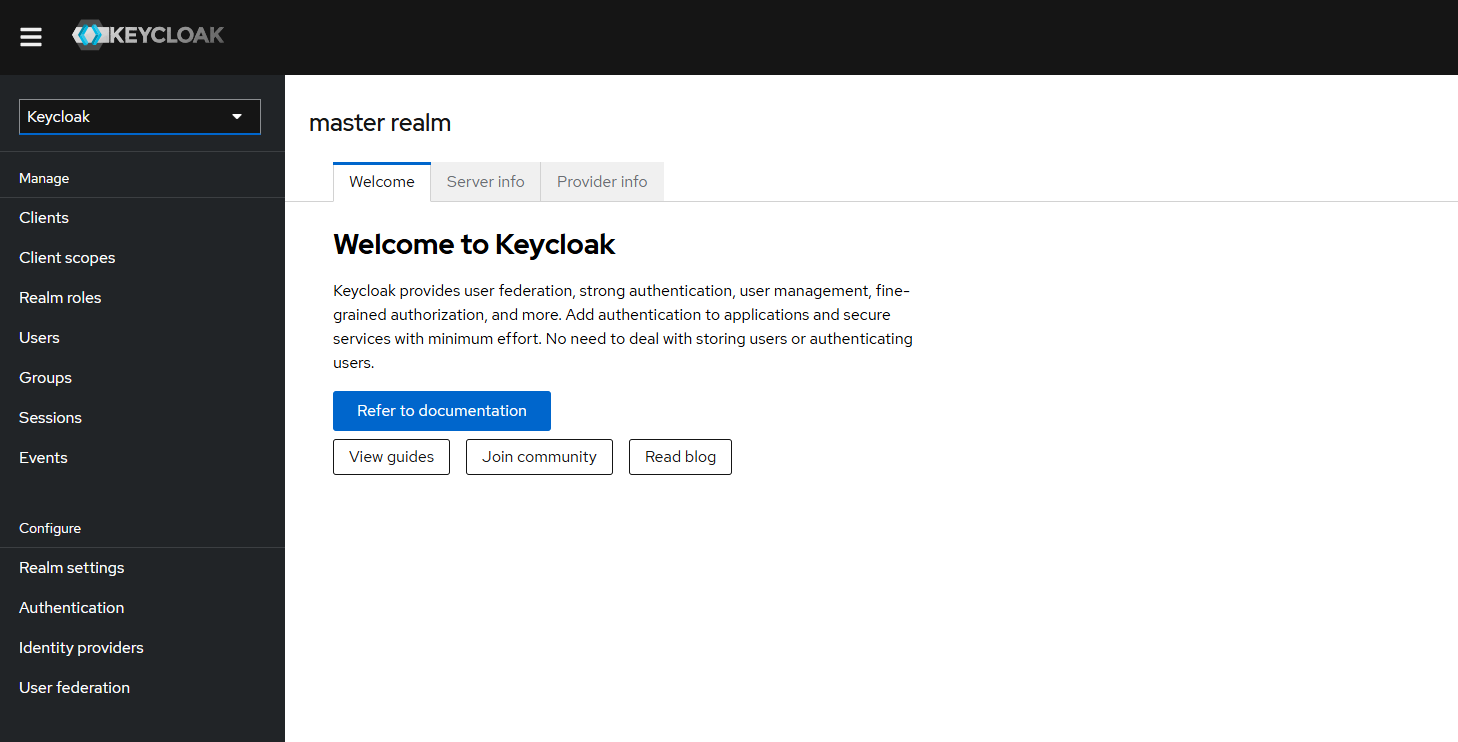 KEYCLOAK
Keycloak
Manage
Clients
Client scopes
Realm roles
Users
Groups
Sessions
Events
Configure
Realm settings
Authentication
Identity providers
User federation
master realm
Welcome Server info Provider info
Welcome to Keycloak
Keycloak provides user federation, strong authentication, user management, fine-
grained authorization, and more. Add authentication to applications and secure
services with minimum effort. No need to deal with storing users or authenticating
users.
Refer to documentation
View guides Join community Read blog